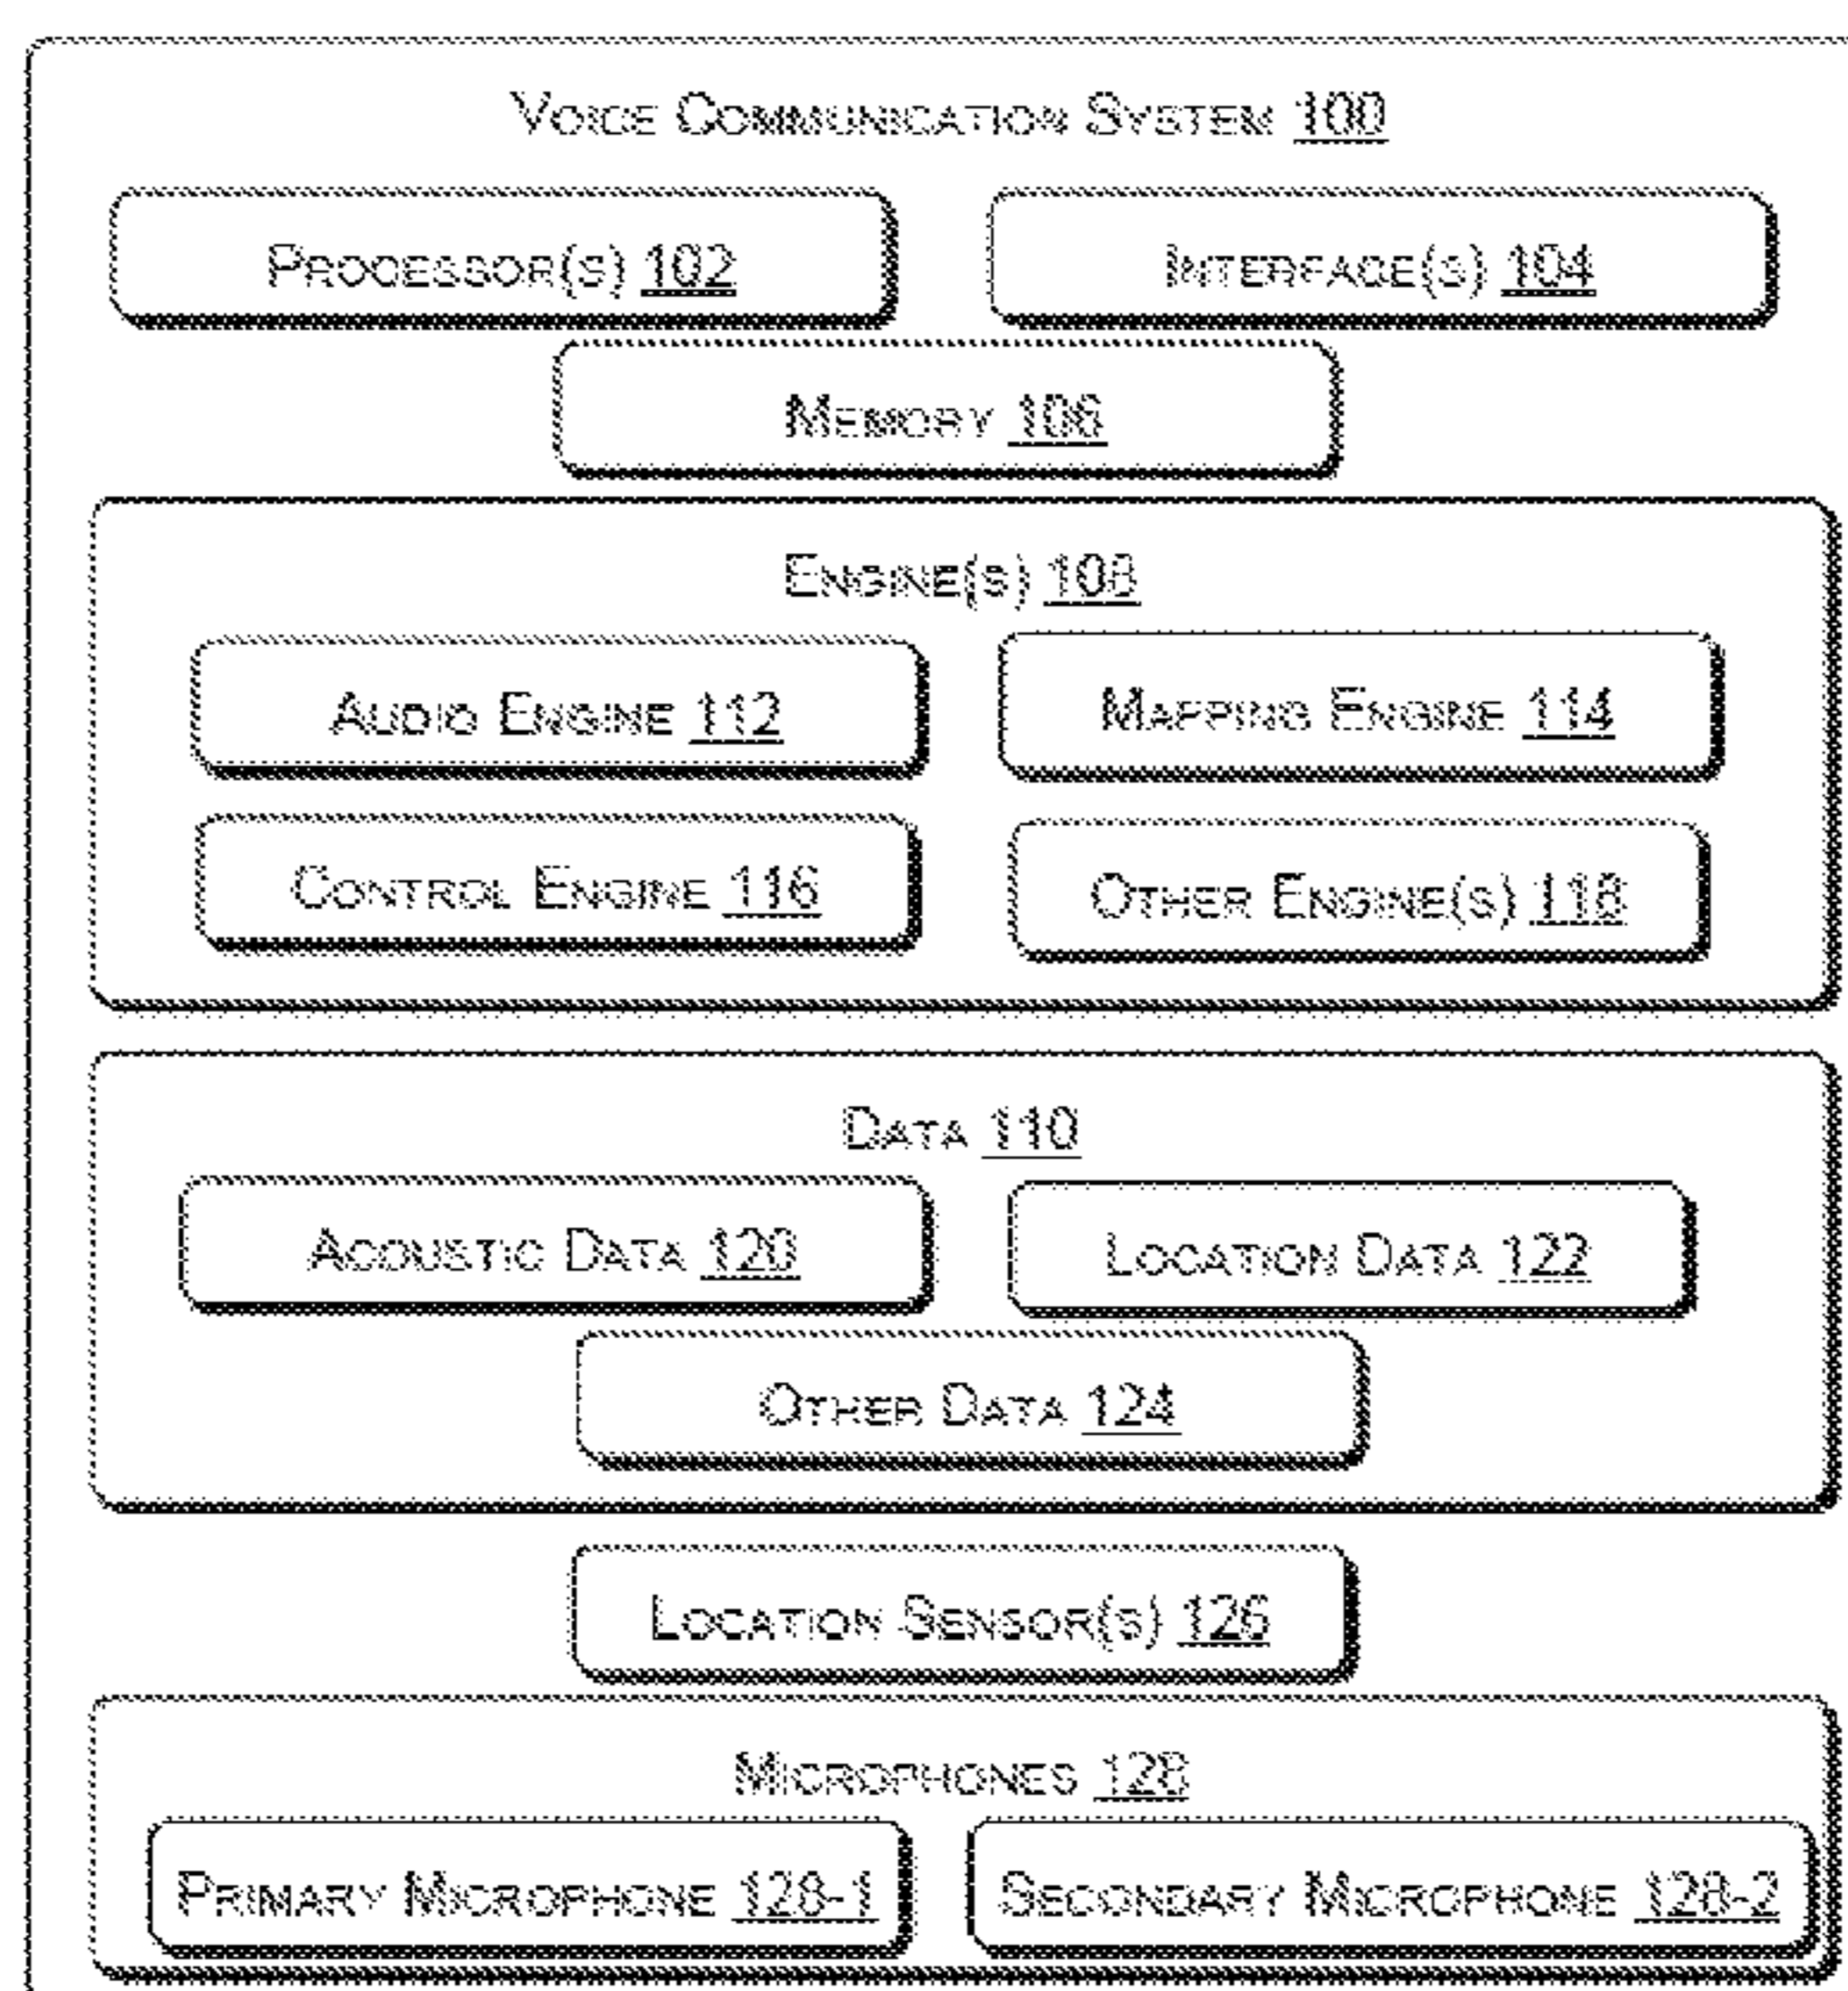 VOICE COMMUNICATION SYSTEM 100
PROCESSOR(S) 102
INTERFACE(S) 104
MEMORY 106
ENGINE(S) 108
AUDIO ENGINE 112
MAPPING ENGINE 114
CONTROL ENGINE 116
OTHER ENGINE(S) 118
DATA 110
ACOUSTIC DATA 120
LOCATION DATA 122
OTHER DATA 124
LOCATION SENSOR(S) 126
MICROPHONES 128
PRIMARY MICROPHONE 128-1
SECONDARY MICROPHONE 128-2